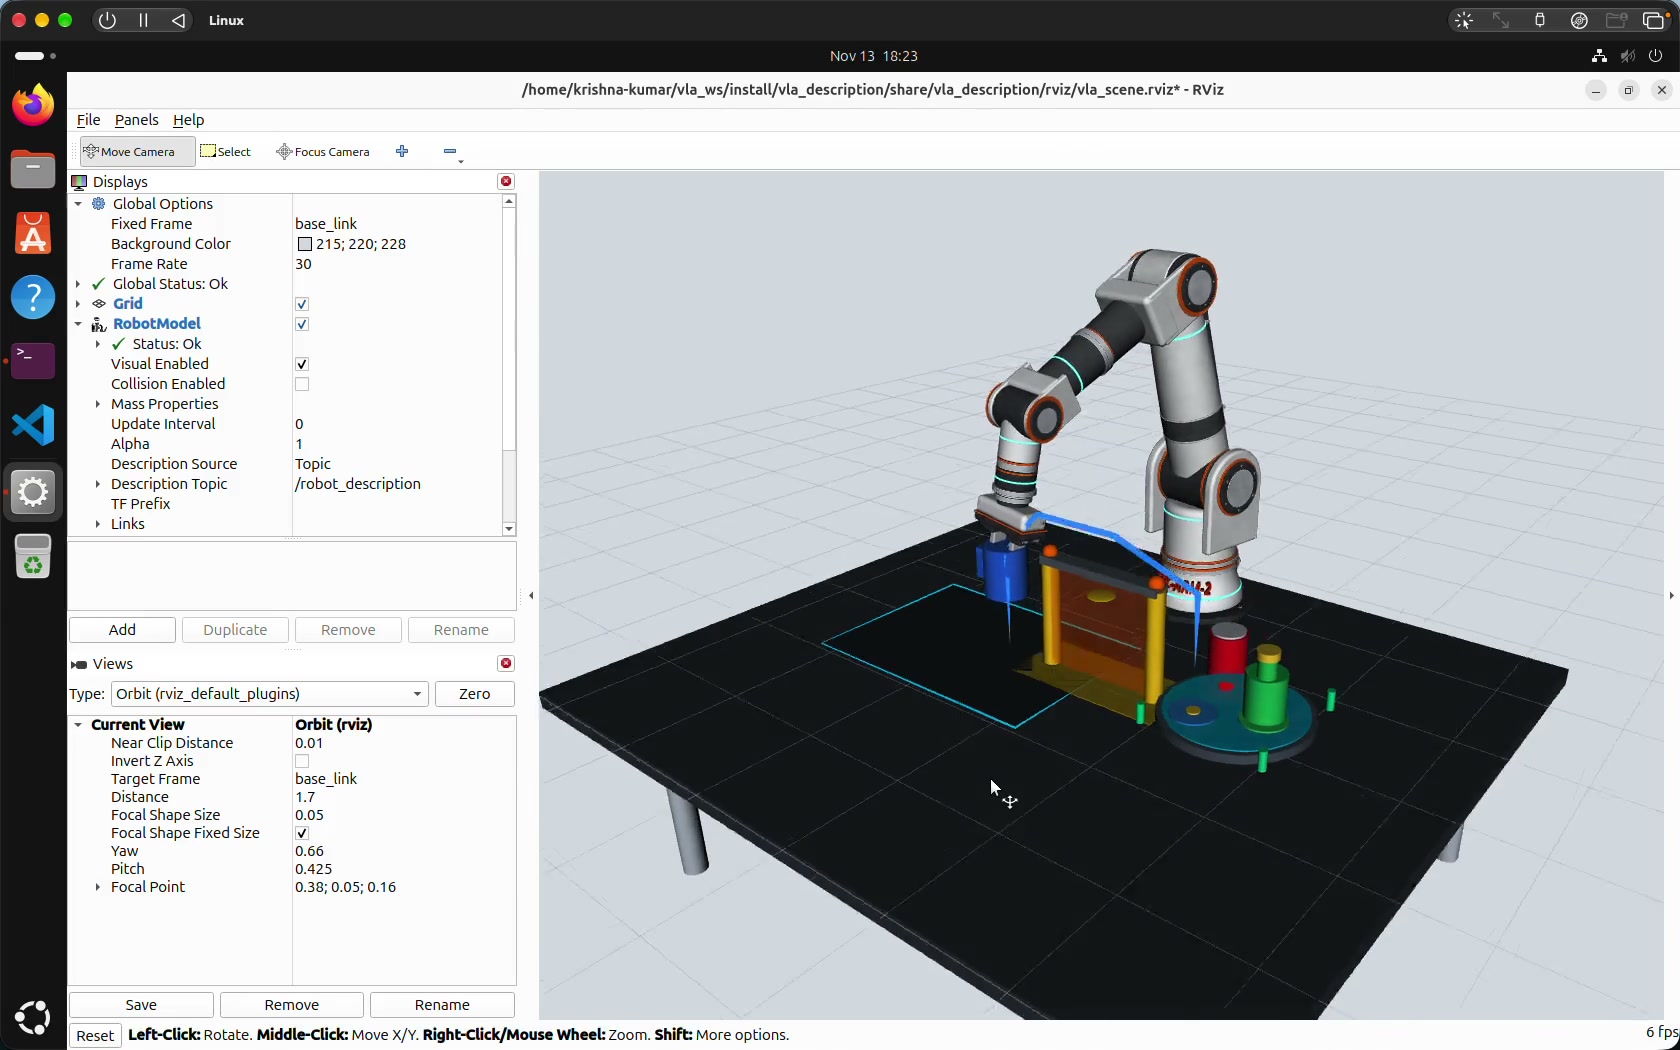 Linux
Nov 13 18:23
/home/krishna-kumar/vla_ws/install/vla_description/share/vla_description/rviz/vla_scene.rviz* - RViz
File Panels Help
Move Camera Select Focus Camera
Displays
Global Options
Fixed Frame base_link
Background Color 215; 220; 228
Frame Rate 30
Global Status: Ok
Grid
RobotModel
Status: Ok
Visual Enabled
Collision Enabled
Mass Properties
Update Interval 0
Alpha 1
Description Source Topic
Description Topic /robot_description
TF Prefix
Links
Add Duplicate Remove Rename
Views
Type: Orbit (rviz_default_plugins) Zero
Current View Orbit (rviz)
Near Clip Distance 0.01
Invert Z Axis
Target Frame base_link
Distance 1.7
Focal Shape Size 0.05
Focal Shape Fixed Size
Yaw 0.66
Pitch 0.425
Focal Point 0.38; 0.05; 0.16
Save Remove Rename
Reset Left-Click: Rotate. Middle-Click: Move X/Y. Right-Click/Mouse Wheel: Zoom. Shift: More options.
6 fps